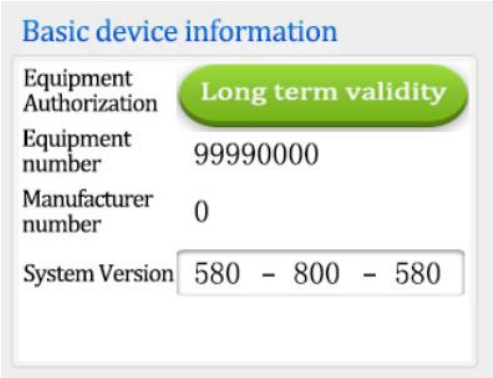 Basic device information
Equipment
Authorization
Long term validity
Equipment
number
99990000
Manufacturer
number
0
System Version
580 - 800 - 580